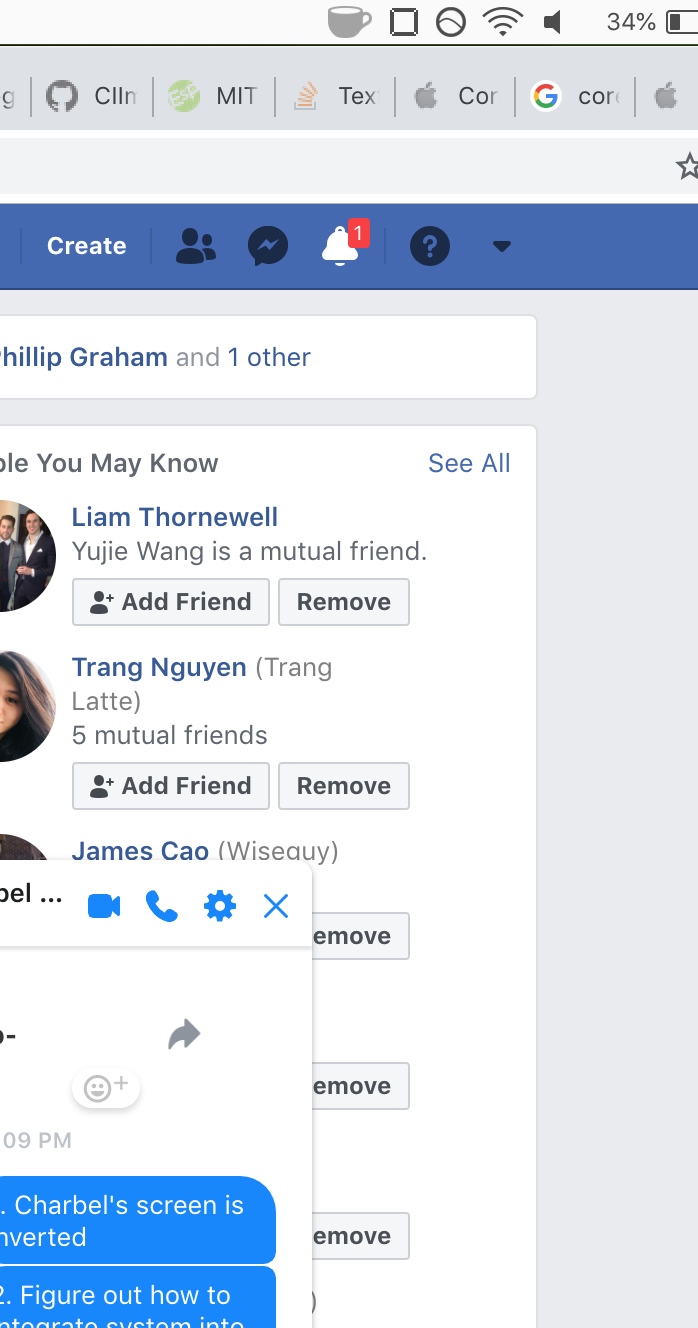 34%
g
CIIm
MIT
Tex
Cor
core
Create
1
Phillip Graham and 1 other
ple You May Know
See All
Liam Thornewell
Yujie Wang is a mutual friend.
Add Friend
Remove
Trang Nguyen (Trang
Latte)
5 mutual friends
Add Friend
Remove
James Cao (Wiseguy)
bel ...
emove
o-
emove
09 PM
. Charbel's screen is
nverted
emove
2. Figure out how to
)
ntegrate system into